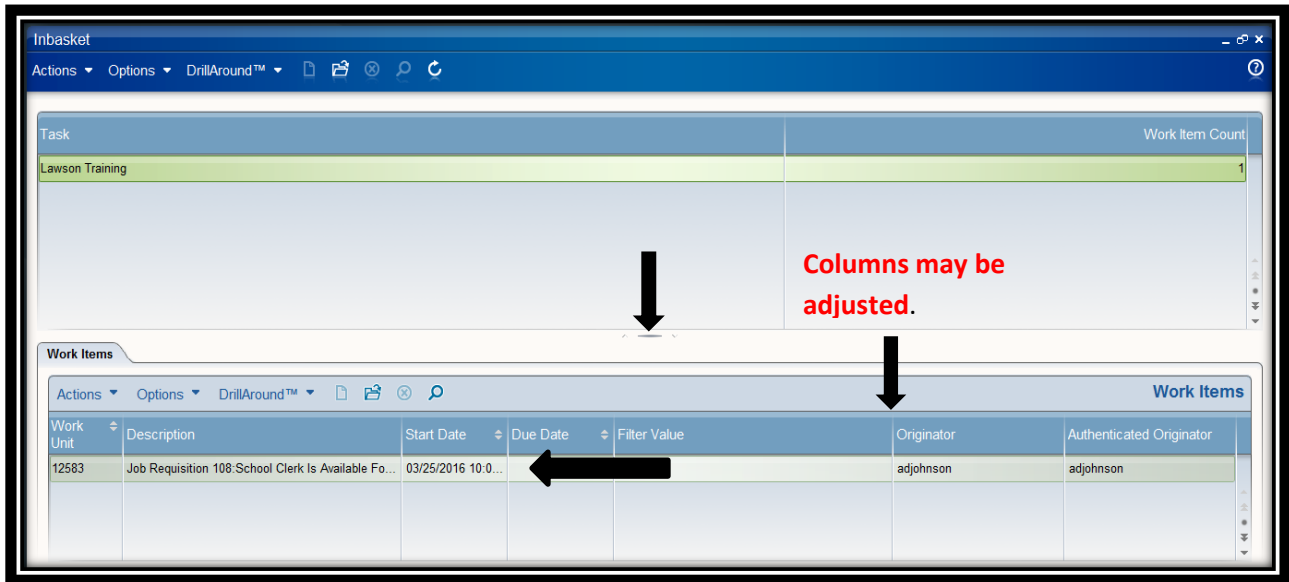 Inbasket
Actions Options DrillAround™
Task Work Item Count
Lawson Training 1
Columns may be
adjusted.
Work Items
Actions Options DrillAround™ Work Items
Work
Unit Description Start Date Due Date Filter Value Originator Authenticated Originator
12583 Job Requisition 108:School Clerk Is Available Fo... 03/25/2016 10:0... adjohnson adjohnson